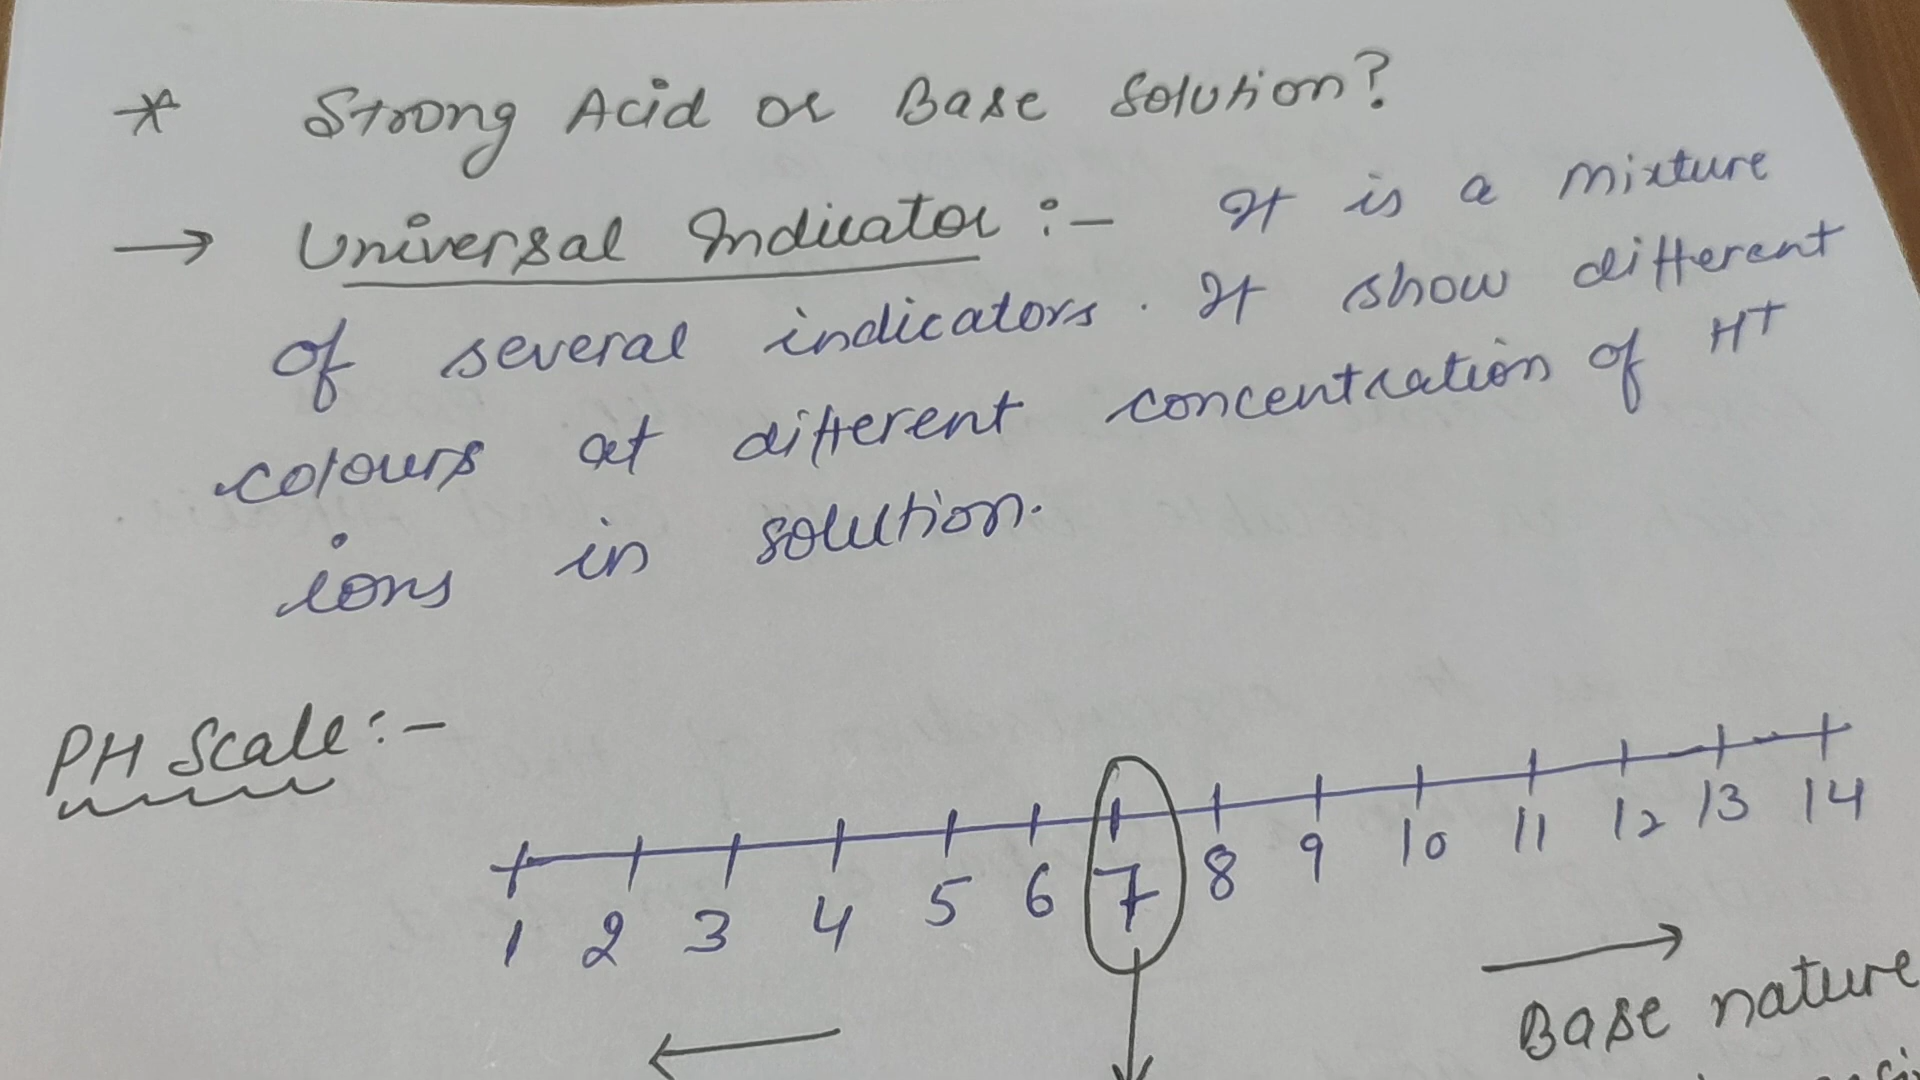 * Strong Acid or Base Solution?
→ Universal Indicator :- It is a mixture
of several indicators. It show different
colours at different concentration of H+
ions in solution.
PH Scale :-
1 2 3 4 5 6 7 8 9 10 11 12 13 14
Base nature